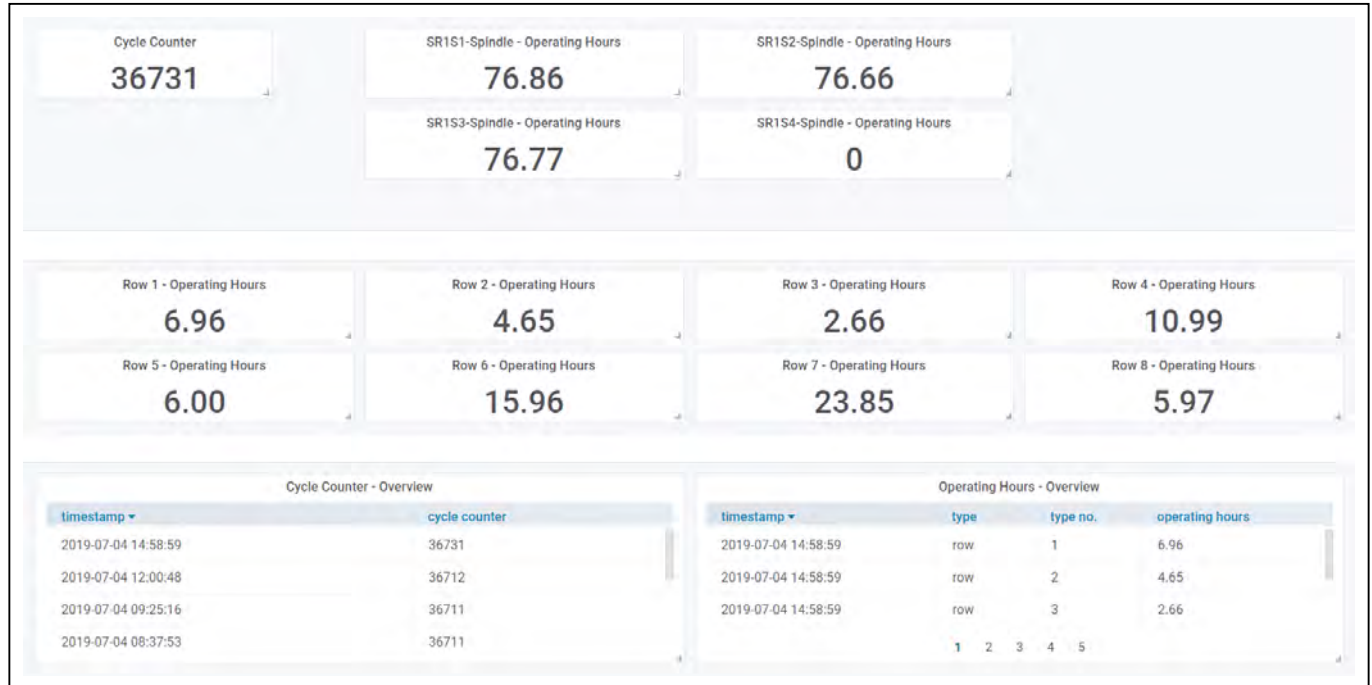 Cycle Counter
36731
SR1S1-Spindle - Operating Hours
76.86
SR1S2-Spindle - Operating Hours
76.66
SR1S3-Spindle - Operating Hours
76.77
SR1S4-Spindle - Operating Hours
0
Row 1 - Operating Hours
6.96
Row 2 - Operating Hours
4.65
Row 3 - Operating Hours
2.66
Row 4 - Operating Hours
10.99
Row 5 - Operating Hours
6.00
Row 6 - Operating Hours
15.96
Row 7 - Operating Hours
23.85
Row 8 - Operating Hours
5.97
Cycle Counter - Overview
timestamp cycle counter
2019-07-04 14:58:59 36731
2019-07-04 12:00:48 36712
2019-07-04 09:25:16 36711
2019-07-04 08:37:53 36711
Operating Hours - Overview
timestamp type type no. operating hours
2019-07-04 14:58:59 row 1 6.96
2019-07-04 14:58:59 row 2 4.65
2019-07-04 14:58:59 row 3 2.66
1 2 3 4 5